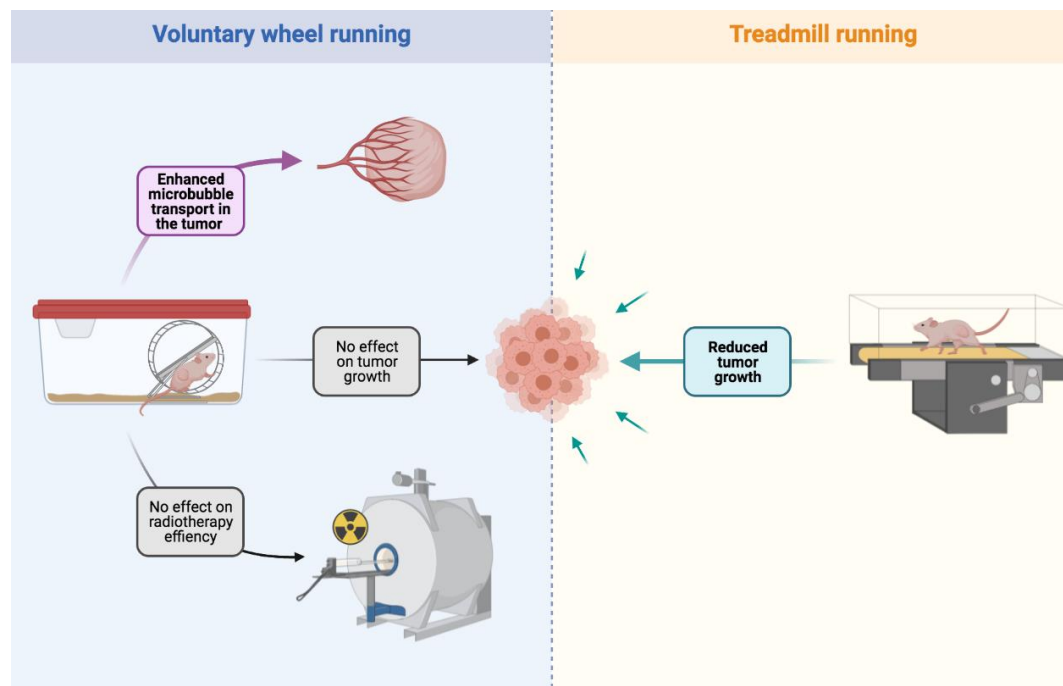 Voluntary wheel running
Treadmill running
Enhanced
microbubble
transport in
the tumor
No effect
on tumor
growth
Reduced
tumor
growth
No effect on
radiotherapy
effiency